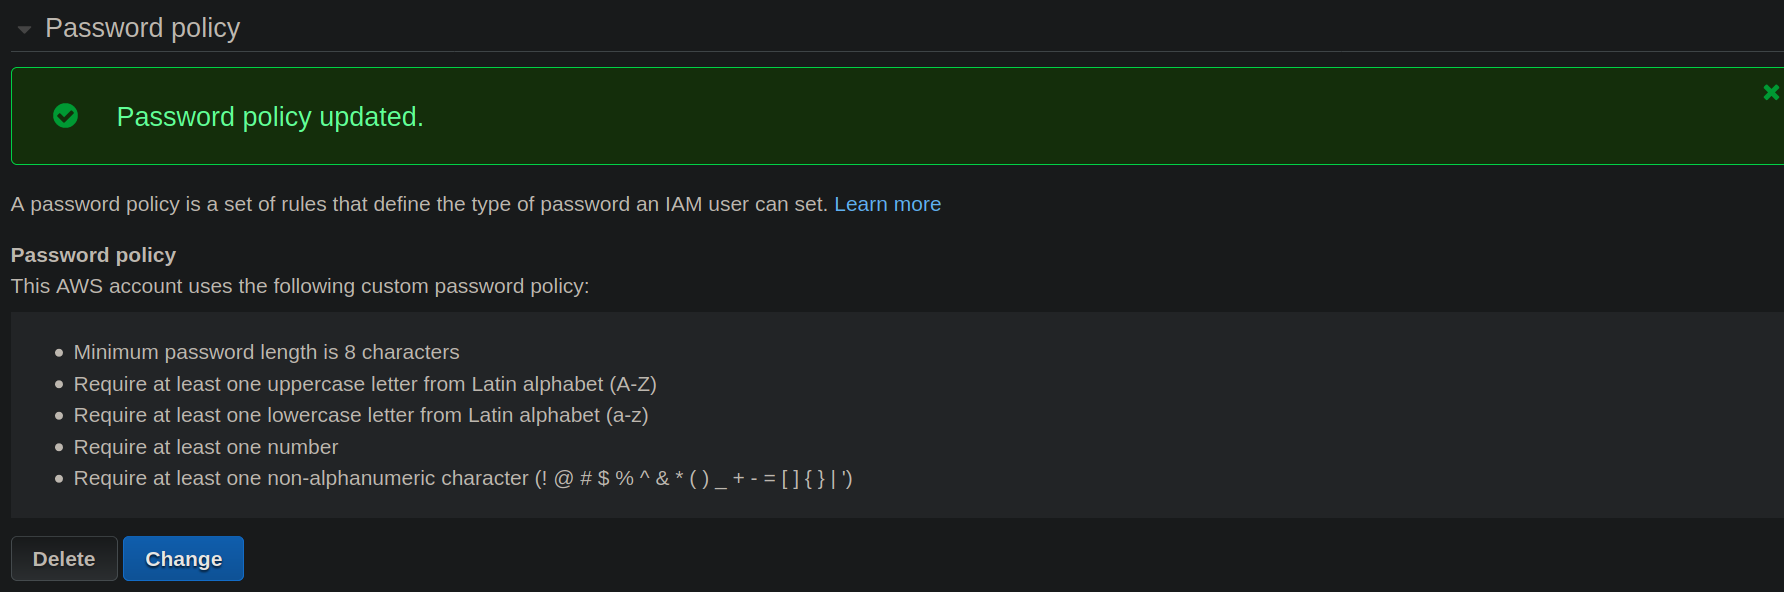 Password policy
Password policy updated.
A password policy is a set of rules that define the type of password an IAM user can set. Learn more
Password policy
This AWS account uses the following custom password policy:
• Minimum password length is 8 characters
• Require at least one uppercase letter from Latin alphabet (A-Z)
• Require at least one lowercase letter from Latin alphabet (a-z)
• Require at least one number
• Require at least one non-alphanumeric character (! @ # $ % ^ & * ( ) _ + - = [ ] { } | ')
Delete Change